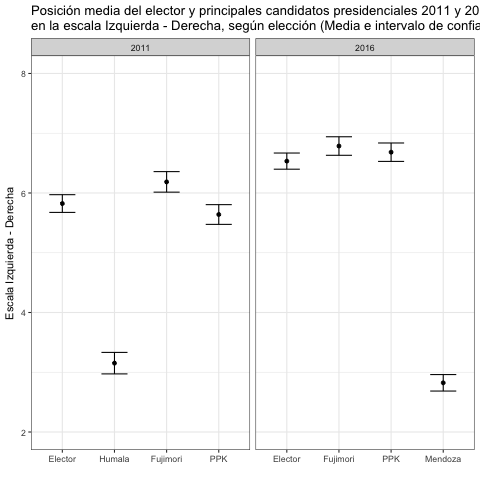 Posición media del elector y principales candidatos presidenciales 2011 y 20
en la escala Izquierda - Derecha, según elección (Media e intervalo de confia
2011
2016
8
6
4
2
Escala Izquierda - Derecha
Elector
Humala
Fujimori
PPK
Elector
Fujimori
PPK
Mendoza